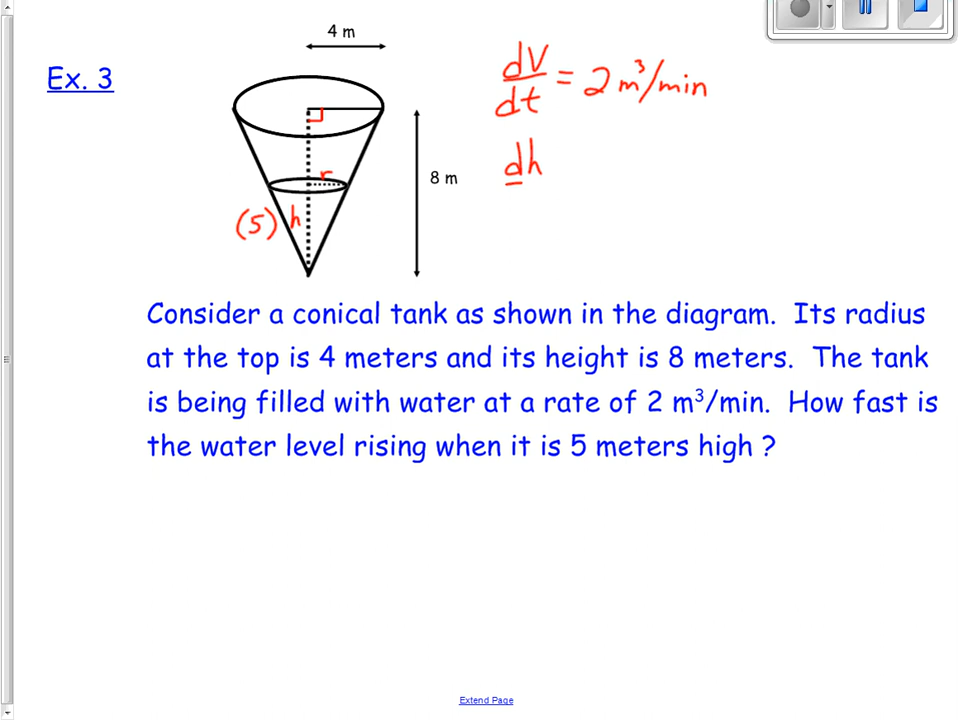 4 m
Ex. 3
dV/dt = 2 m³/min
dh
8 m
r
(5) h
Consider a conical tank as shown in the diagram. Its radius
at the top is 4 meters and its height is 8 meters. The tank
is being filled with water at a rate of 2 m³/min. How fast is
the water level rising when it is 5 meters high ?
Extend Page